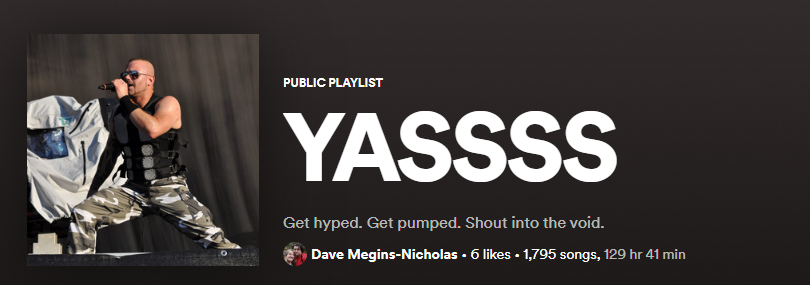 PUBLIC PLAYLIST
YASSSS
Get hyped. Get pumped. Shout into the void.
Dave Megins-Nicholas • 6 likes • 1,795 songs, 129 hr 41 min